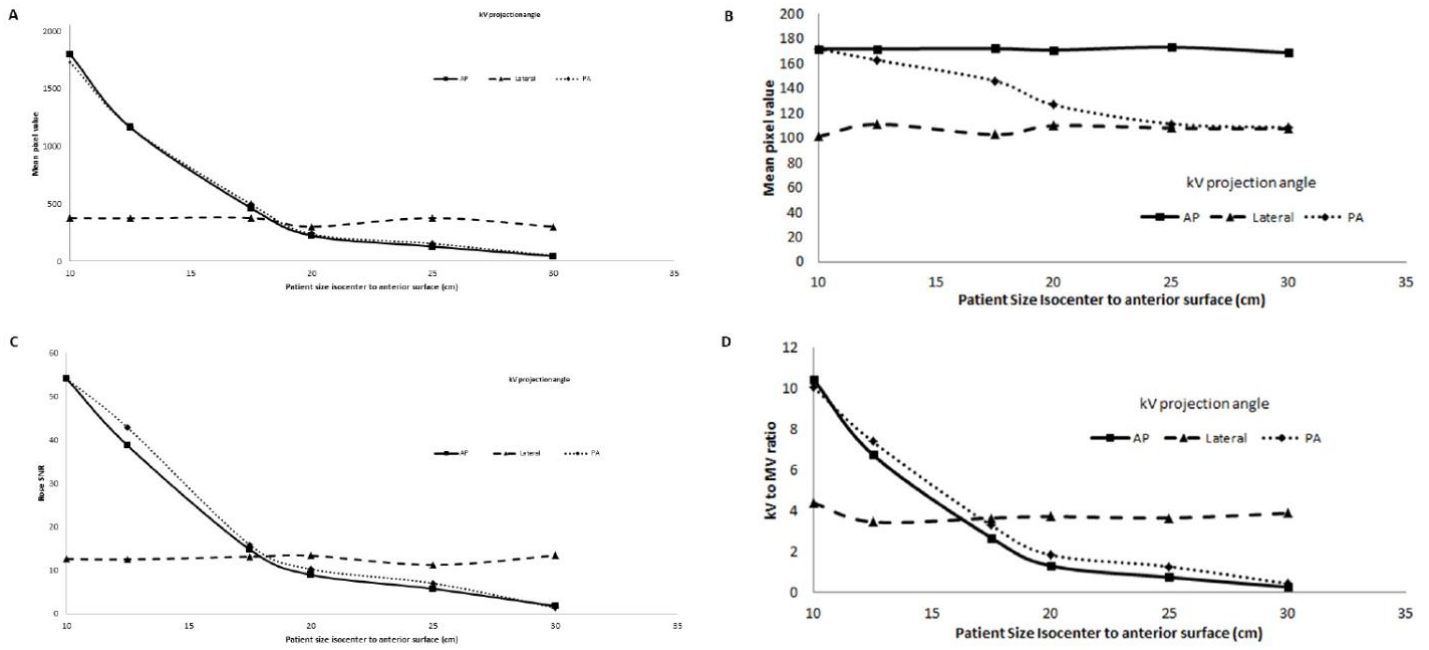 A
kV projection angle
2000
1500
1000
500
0
Mean pixel value
AP Lateral PA
10 15 20 25 30 35
Patient size isocenter to anterior surface (cm)
B
200
180
160
140
120
100
80
60
40
20
0
Mean pixel value
kV projection angle
AP Lateral PA
10 15 20 25 30 35
Patient Size Isocenter to anterior surface (cm)
C
60
50
40
30
20
10
0
Rose SNR
kV projection angle
AP Lateral PA
10 15 20 25 30 35
Patient size isocenter to anterior surface (cm)
D
12
10
8
6
4
2
0
kV to MV ratio
kV projection angle
AP Lateral PA
10 15 20 25 30 35
Patient Size Isocenter to anterior surface (cm)